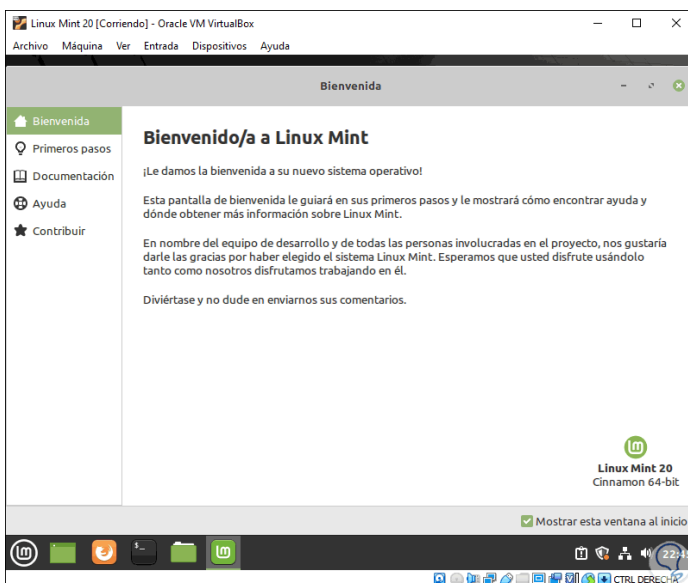 Linux Mint 20 [Corriendo] - Oracle VM VirtualBox
Archivo Máquina Ver Entrada Dispositivos Ayuda
Bienvenida
Bienvenida
Primeros pasos
Documentación
Ayuda
Contribuir
Bienvenido/a a Linux Mint
¡Le damos la bienvenida a su nuevo sistema operativo!
Esta pantalla de bienvenida le guiará en sus primeros pasos y le mostrará cómo encontrar ayuda y
dónde obtener más información sobre Linux Mint.
En nombre del equipo de desarrollo y de todas las personas involucradas en el proyecto, nos gustaría
darle las gracias por haber elegido el sistema Linux Mint. Esperamos que usted disfrute usándolo
tanto como nosotros disfrutamos trabajando en él.
Diviértase y no dude en enviarnos sus comentarios.
Linux Mint 20
Cinnamon 64-bit
Mostrar esta ventana al inicio
CTRL DERECHA